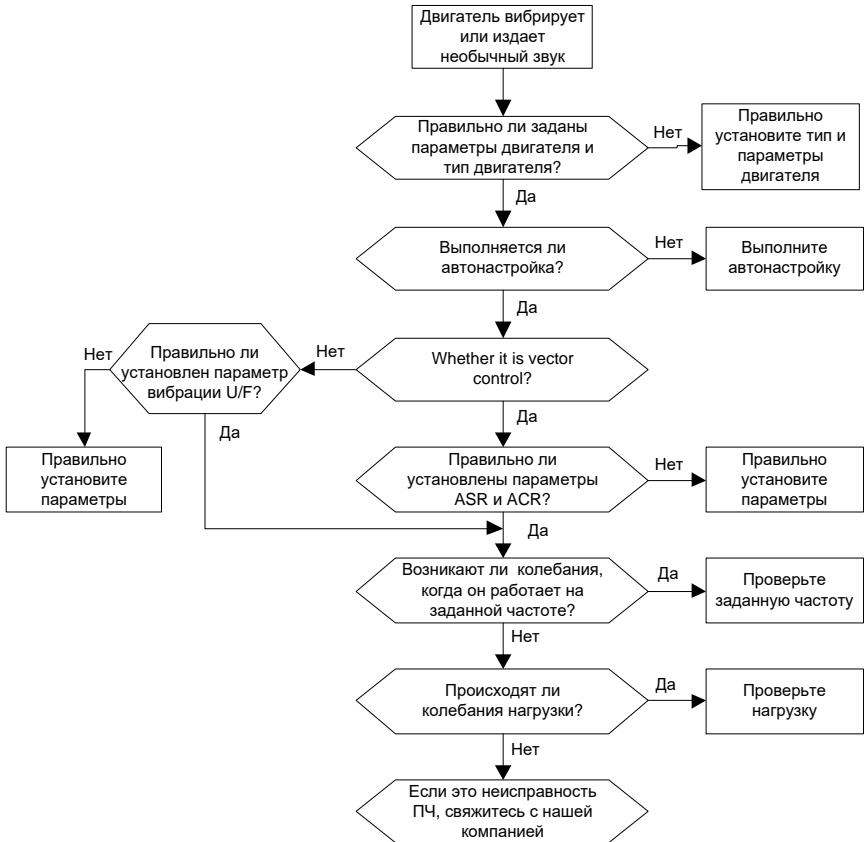 Двигатель вибрирует
или издает
необычный звук
Правильно ли заданы
параметры двигателя и
тип двигателя?
Нет
Правильно
установите тип и
параметры
двигателя
Да
Выполняется ли
автонастройка?
Нет
Выполните
автонастройку
Да
Whether it is vector
control?
Нет
Правильно ли
установлен параметр
вибрации U/F?
Нет
Правильно
установите
параметры
Да
Да
Правильно ли
установлены параметры
ASR и ACR?
Нет
Правильно
установите
параметры
Да
Возникают ли колебания,
когда он работает на
заданной частоте?
Да
Проверьте
заданную частоту
Нет
Происходят ли
колебания нагрузки?
Да
Проверьте
нагрузку
Нет
Если это неисправность
ПЧ, свяжитесь с нашей
компанией